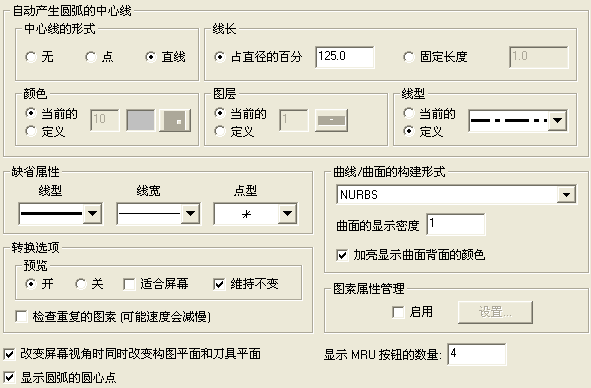 自动产生圆弧的中心线
中心线的形式
无 点 直线
线长
占直径的百分 125.0 固定长度 1.0
颜色
当前的 10
定义
图层
当前的 1
定义
线型
当前的
定义
缺省属性
线型 线宽 点型
曲线/曲面的构建形式
NURBS
曲面的显示密度 1
加亮显示曲面背面的颜色
转换选项
预览
开 关 适合屏幕 维持不变
检查重复的图素 (可能速度会减慢)
图素属性管理
启用 设置...
改变屏幕视角时同时改变构图平面和刀具平面
显示 MRU 按钮的数量: 4
显示圆弧的圆心点